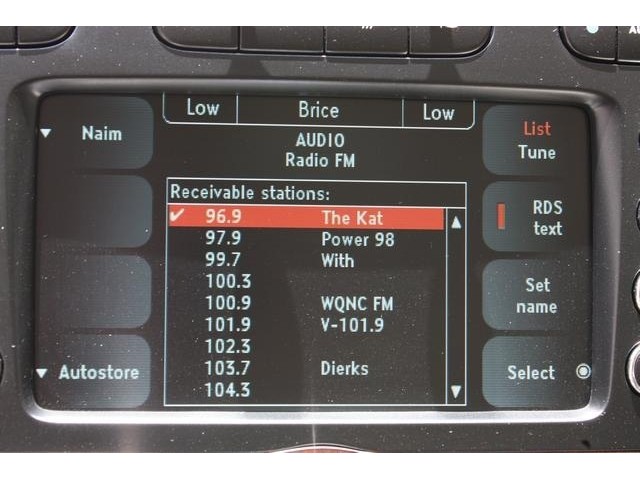 Low Brice Low
Naim
AUDIO
Radio FM
List
Tune
Receivable stations:
✔ 96.9 The Kat
97.9 Power 98
99.7 With
100.3
100.9 WQNC FM
101.9 V-101.9
102.3
103.7 Dierks
104.3
RDS
text
Set
name
Autostore
Select